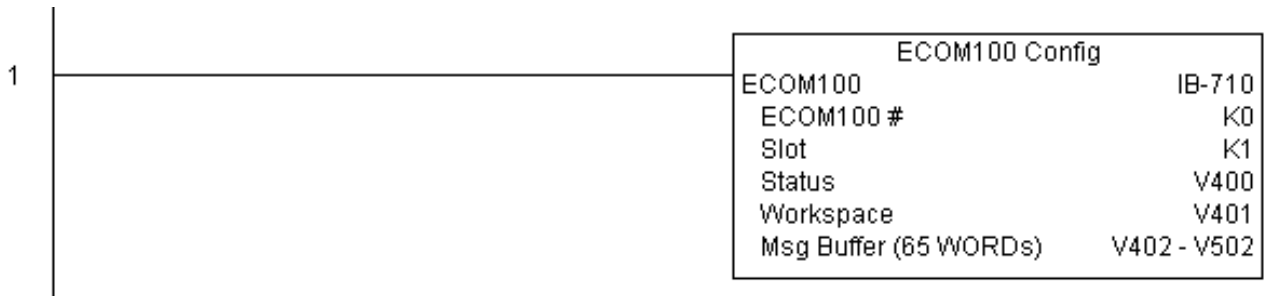 ECOM100 Config
1
ECOM100 IB-710
ECOM100 # K0
Slot K1
Status V400
Workspace V401
Msg Buffer (65 WORDs) V402 - V502